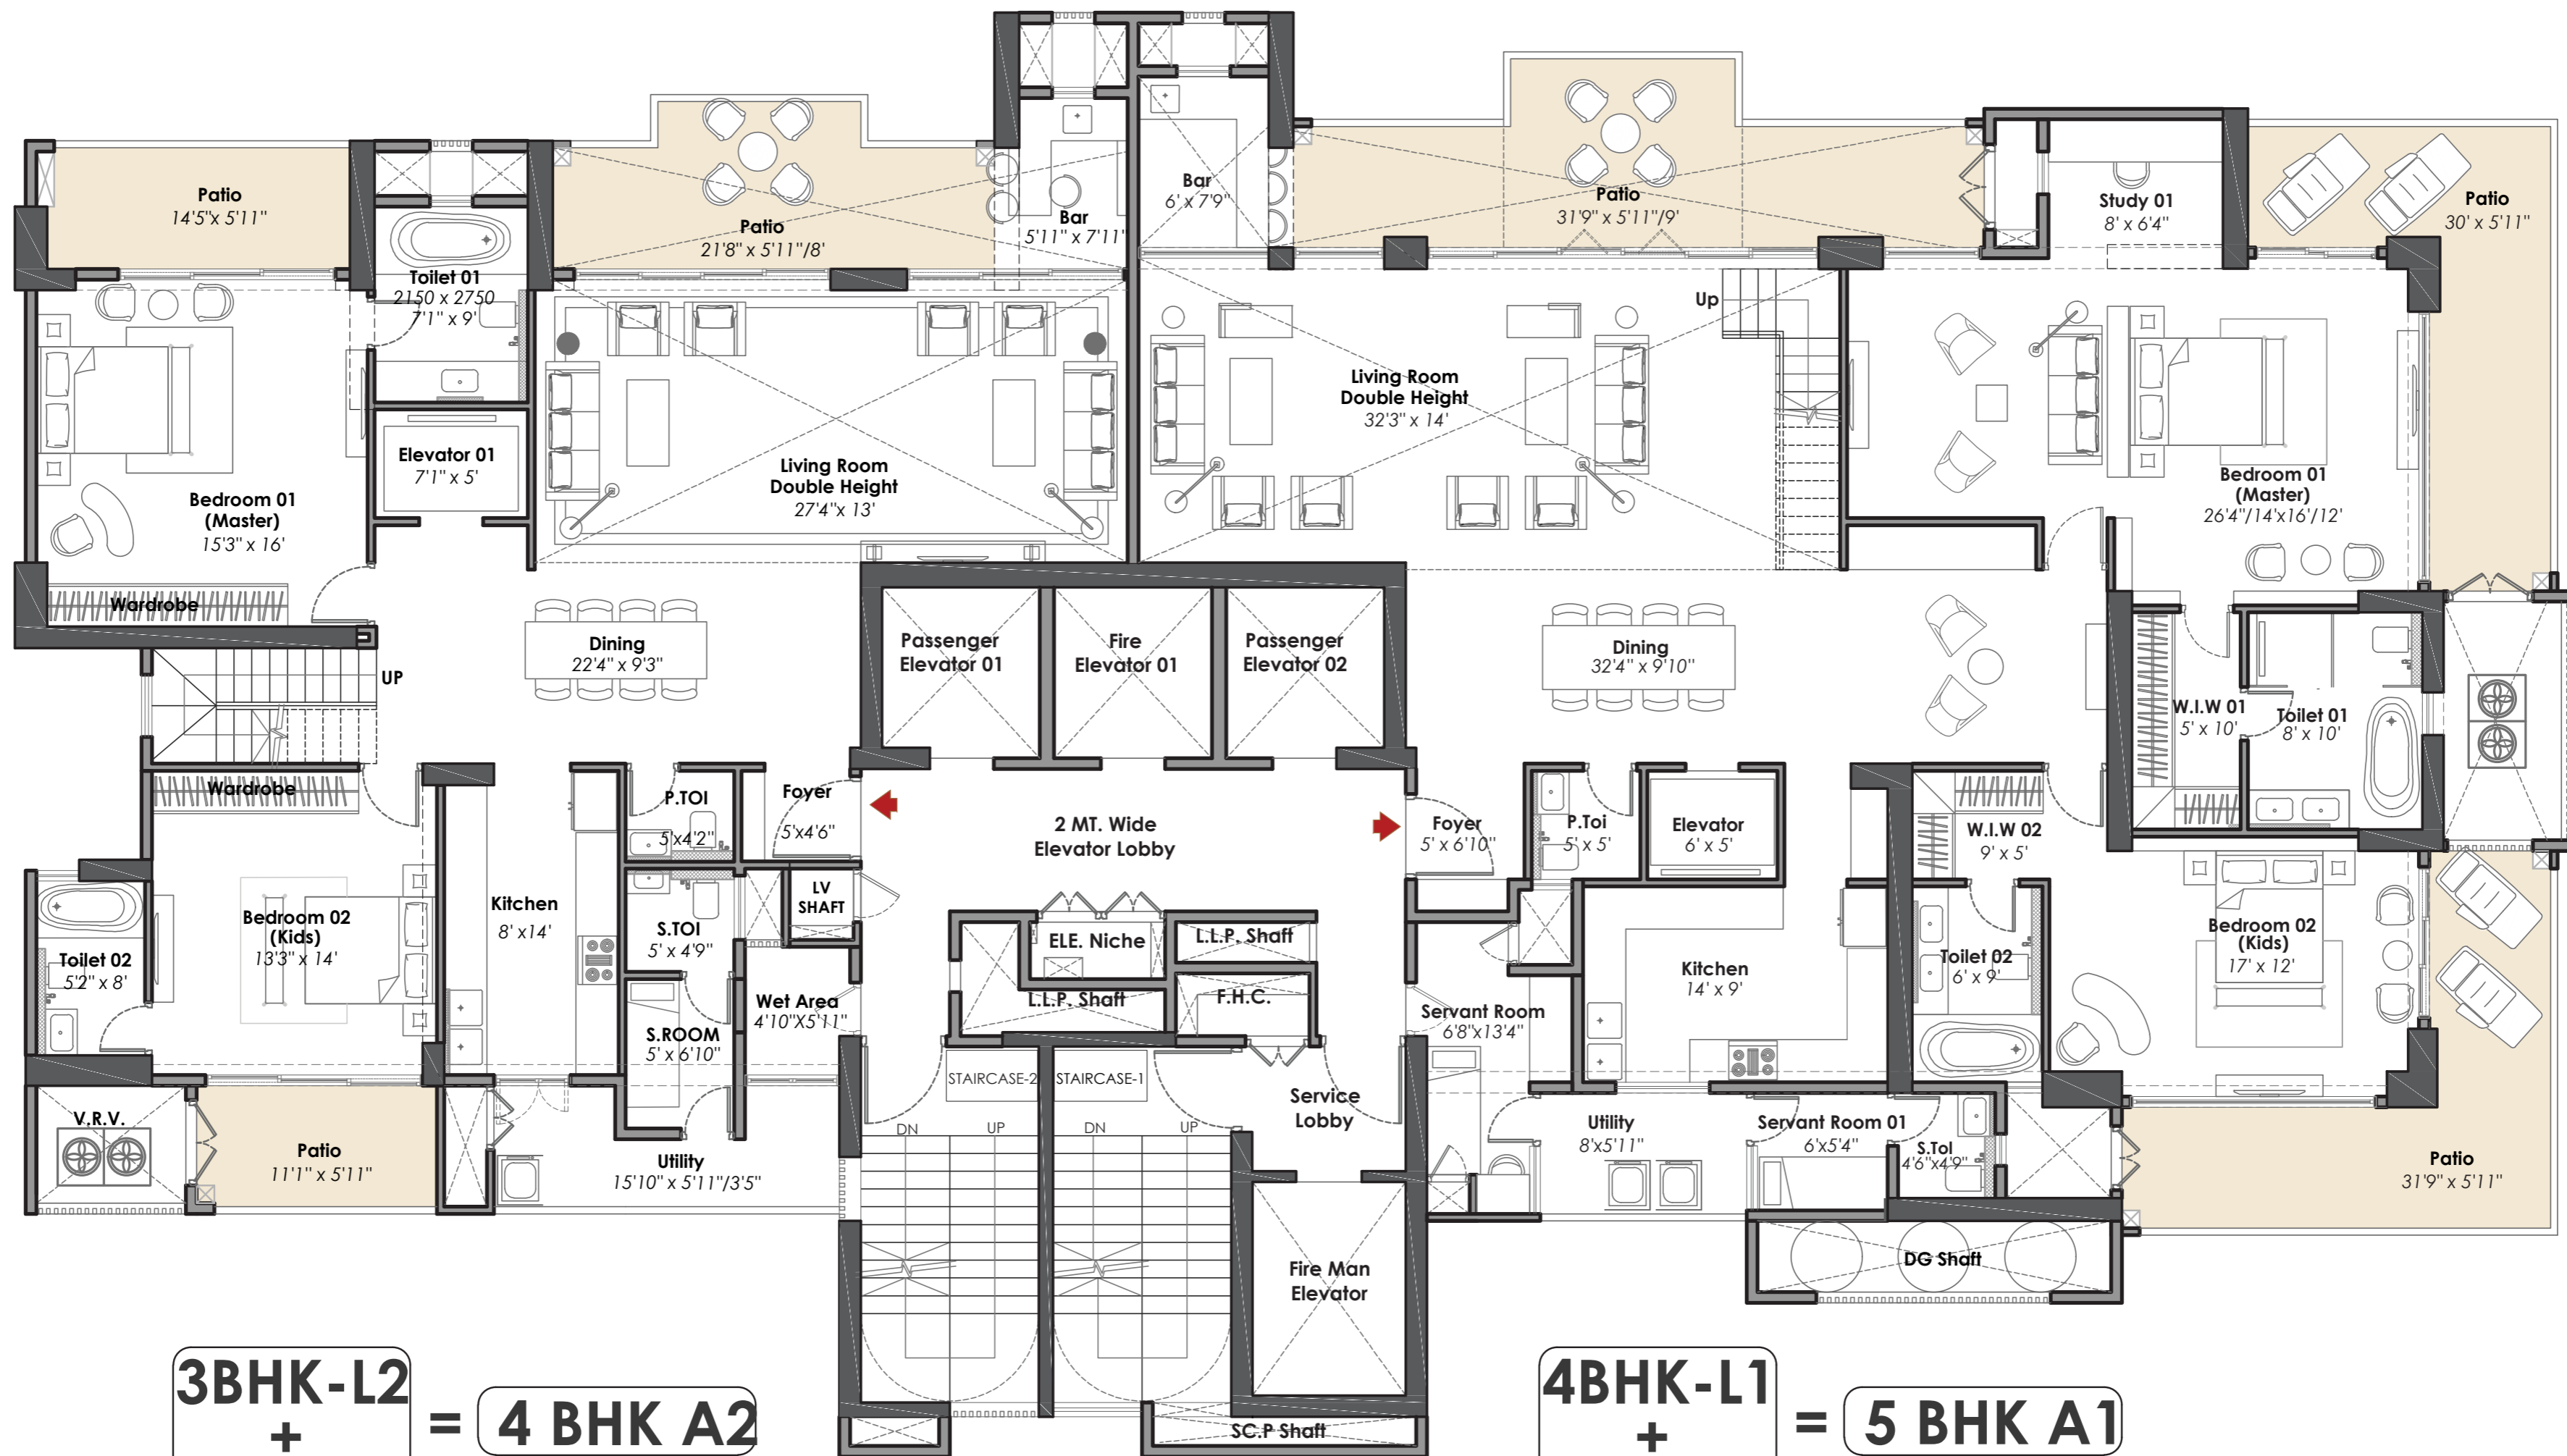 Patio
14'5"x 5'11"
Toilet 01
2150 x 2750
7'1" x 9'
Patio
21'8" x 5'11"/8'
Bar
5'11" x 7'11"
Bar
6' x 7'9"
Patio
31'9" x 5'11"/9'
Study 01
8' x 6'4"
Patio
30' x 5'11"
Elevator 01
7'1" x 5'
Bedroom 01
(Master)
15'3" x 16'
Wardrobe
Living Room
Double Height
27'4"x 13'
Living Room
Double Height
32'3" x 14'
Up
Bedroom 01
(Master)
26'4"/14'x16'/12'
UP
Dining
22'4" x 9'3"
Passenger
Elevator 01
Fire
Elevator 01
Passenger
Elevator 02
Dining
32'4" x 9'10"
W.I.W 01
5' x 10'
Toilet 01
8' x 10'
Wardrobe
P.TOI
5'x4'2"
Foyer
5'x4'6"
2 MT. Wide
Elevator Lobby
Foyer
5' x 6'10"
P.Toi
5' x 5'
Elevator
6' x 5'
W.I.W 02
9' x 5'
Toilet 02
5'2" x 8'
Bedroom 02
(Kids)
13'3" x 14'
Kitchen
8' x14'
S.TOI
5' x 4'9"
LV
SHAFT
ELE. Niche
L.L.P. Shaft
L.L.P. Shaft
F.H.C.
Servant Room
6'8"x13'4"
Kitchen
14' x 9'
Toilet 02
6' x 9'
Bedroom 02
(Kids)
17' x 12'
S.ROOM
5' x 6'10"
Wet Area
4'10"X5'11"
STAIRCASE-2
STAIRCASE-1
Service
Lobby
V.R.V.
Patio
11'1" x 5'11"
Utility
15'10" x 5'11"/3'5"
DN
UP
DN
UP
Utility
8'x5'11"
Servant Room 01
6'x5'4"
S.Toi
4'6"x4'9"
Patio
31'9" x 5'11"
Fire Man
Elevator
DG Shaft
SC.P Shaft
3BHK-L2
+
= 4 BHK A2
4BHK-L1
+
= 5 BHK A1